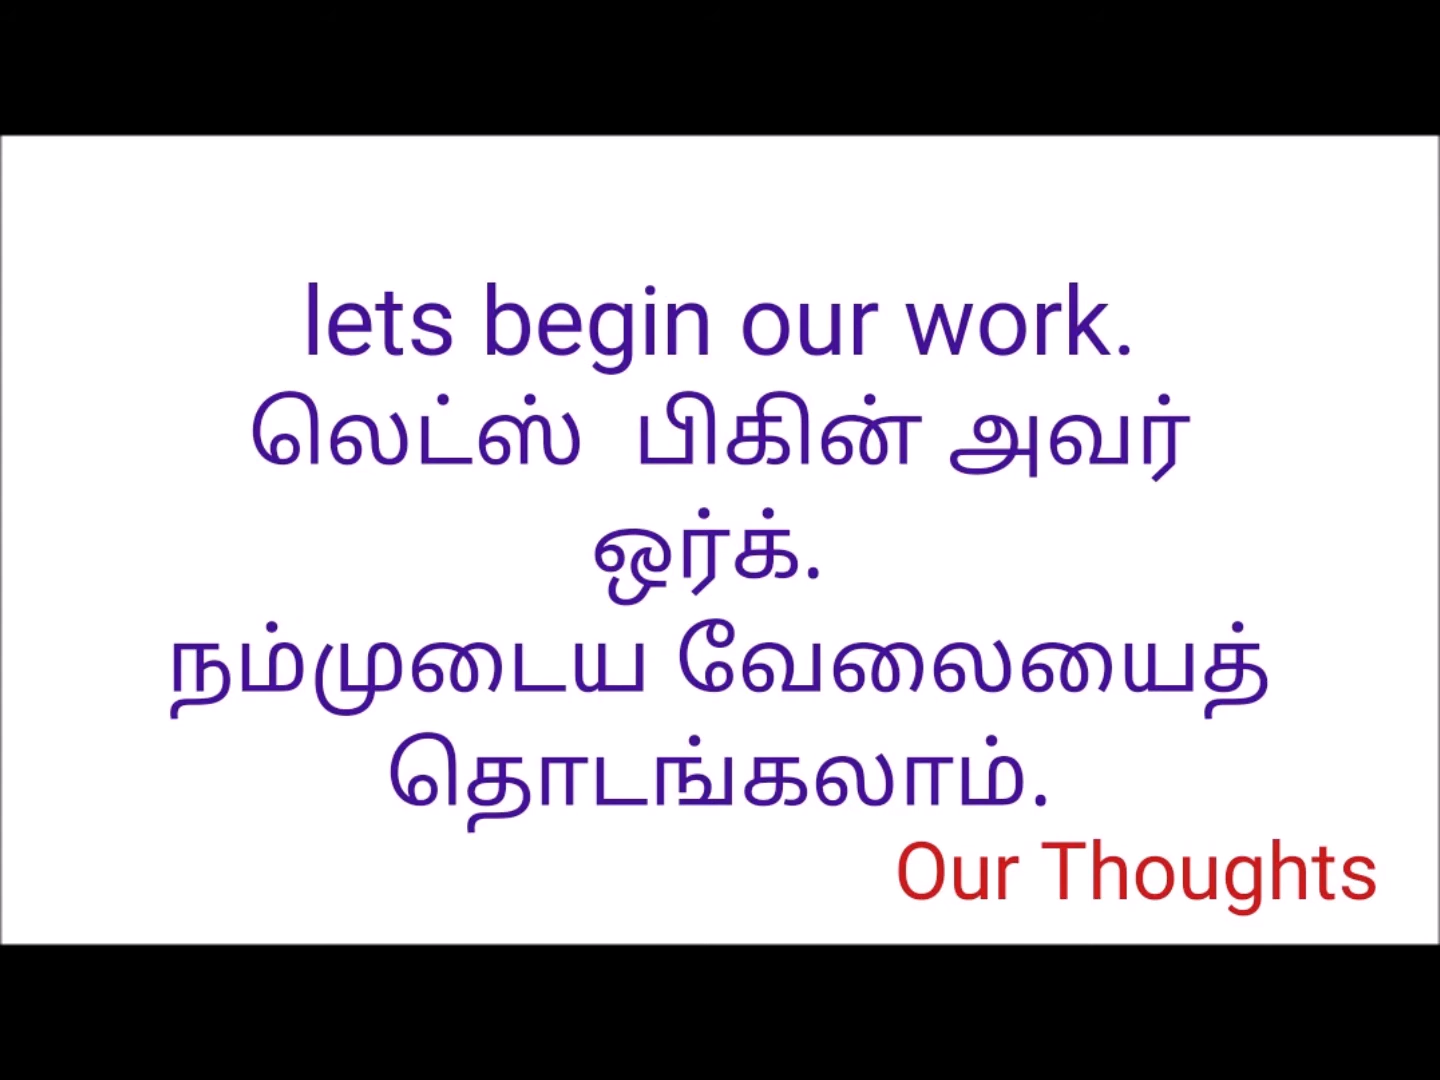 lets begin our work.
லெட்ஸ்  பிகின் அவர்
ஒர்க்.
நம்முடைய வேலையைத்
தொடங்கலாம்.
Our Thoughts